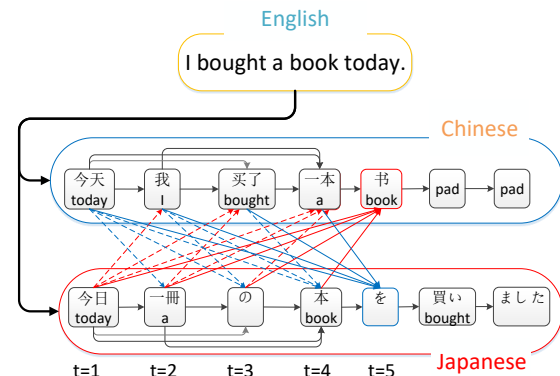 English
I bought a book today.
Chinese
今天 我 买了 一本 书 pad pad
today I bought a book
今日 一冊 の 本 を 買い ました
today a book bought
t=1 t=2 t=3 t=4 t=5
Japanese